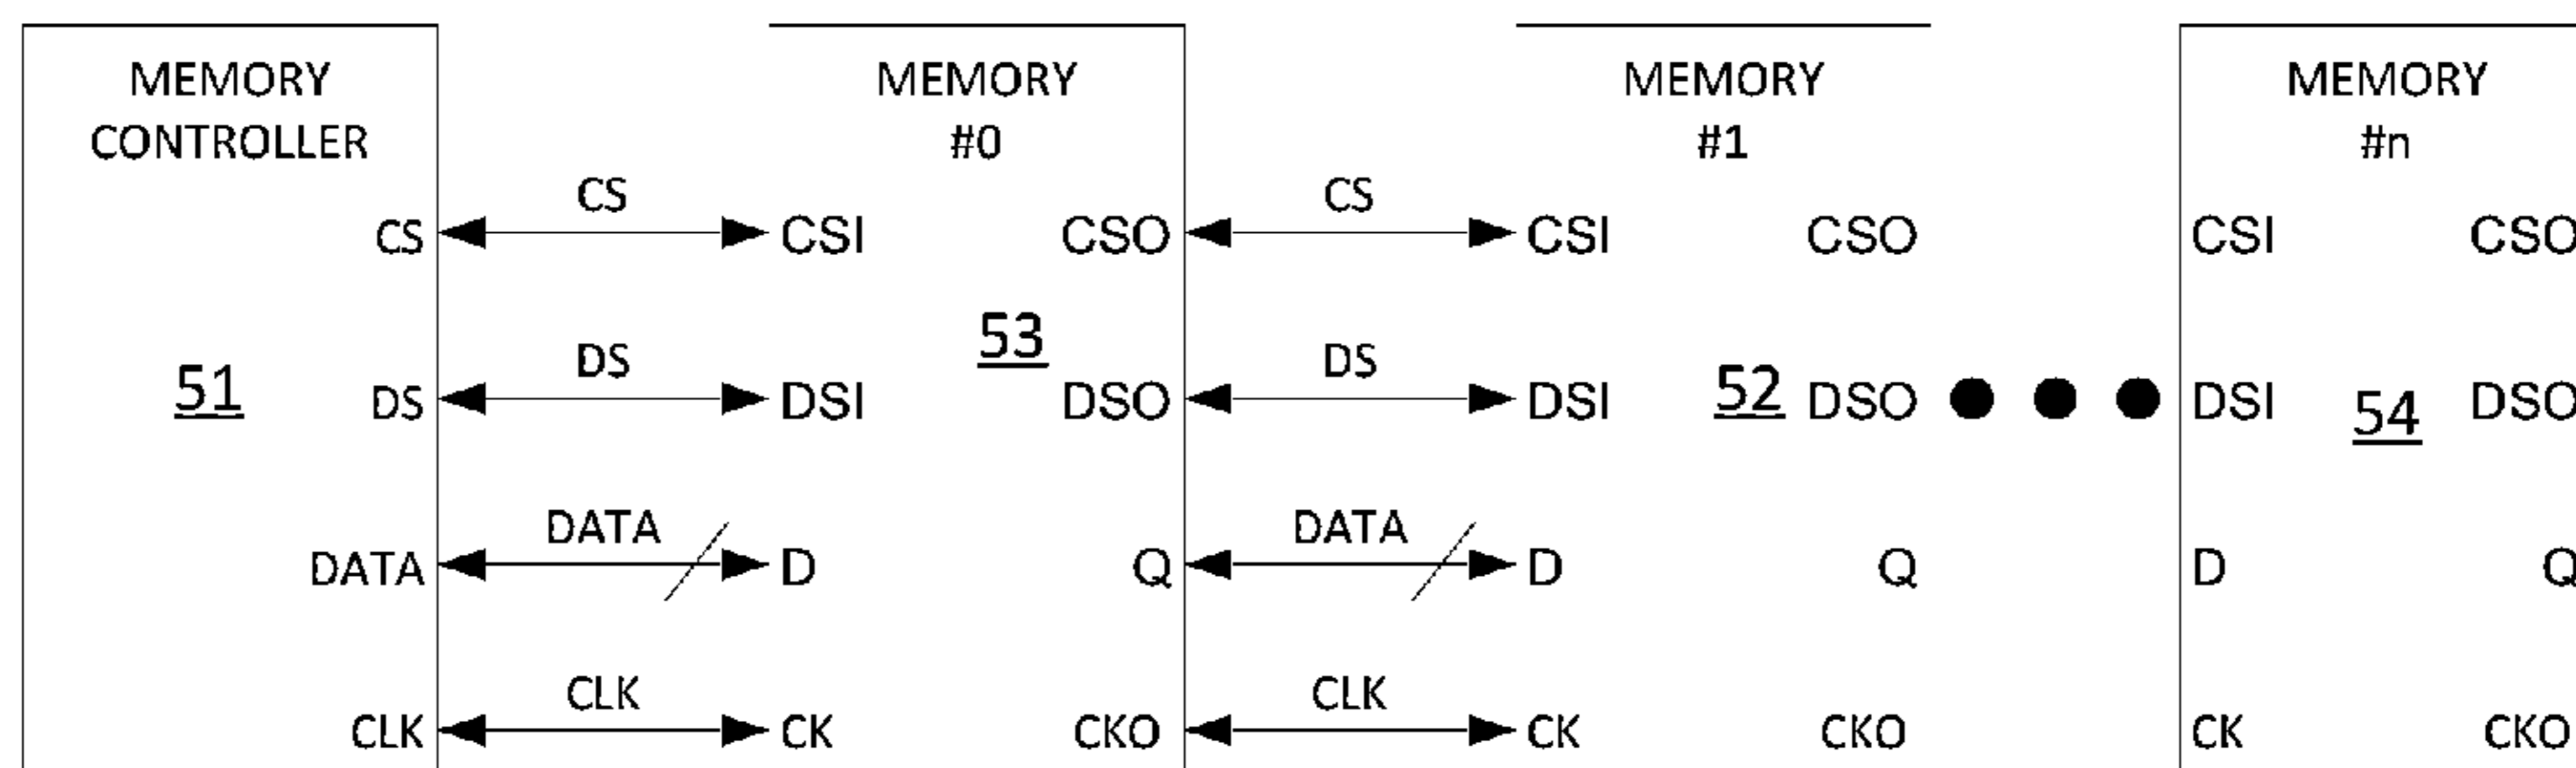 MEMORY
CONTROLLER
MEMORY
#0
MEMORY
#1
MEMORY
#n
CS
CS
CSI
CSO
CS
CSI
CSO
CSI
CSO
51
DS
DS
DSI
53
DSO
DS
DSI
52
DSO
DSI
54
DSO
DATA
DATA
D
Q
DATA
D
Q
D
Q
CLK
CLK
CK
CKO
CLK
CK
CKO
CK
CKO